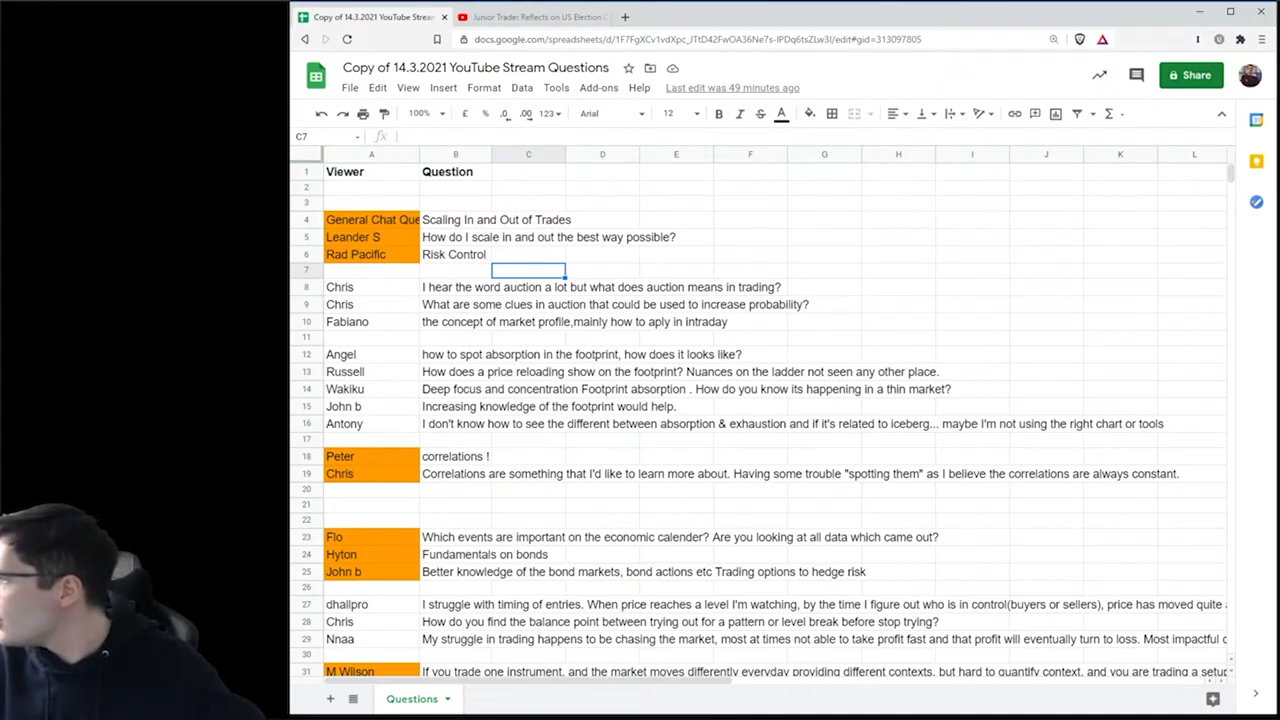 Copy of 14.3.2021 YouTube Strean
Junior Trader Reflects on US Election
docs.google.com/spreadsheets/d/1F7FgXCv1vdXpc_JTtD42FwOA36Ne7s-IPDq6tsZLw3I/edit#gid=313097805
Copy of 14.3.2021 YouTube Stream Questions
Share
File Edit View Insert Format Data Tools Add-ons Help Last edit was 49 minutes ago
100% £ % .0 .00 123 Arial 12 B I S A
C7 fx
A B C D E F G H I J K L
1 Viewer Question
2
3
4 General Chat Que Scaling In and Out of Trades
5 Leander S How do I scale in and out the best way possible?
6 Rad Pacific Risk Control
7
8 Chris I hear the word auction a lot but what does auction means in trading?
9 Chris What are some clues in auction that could be used to increase probability?
10 Fabiano the concept of market profile,mainly how to aply in intraday
11
12 Angel how to spot absorption in the footprint, how does it looks like?
13 Russell How does a price reloading show on the footprint? Nuances on the ladder not seen any other place.
14 Wakiku Deep focus and concentration Footprint absorption . How do you know its happening in a thin market?
15 John b Increasing knowledge of the footprint would help.
16 Antony I don't know how to see the different between absorption & exhaustion and if it's related to iceberg... maybe I'm not using the right chart or tools
17
18 Peter correlations !
19 Chris Correlations are something that I'd like to learn more about. Having some trouble "spotting them" as I believe the correlations are always constant.
20
21
22
23 Flo Which events are important on the economic calender? Are you looking at all data which came out?
24 Hyton Fundamentals on bonds
25 John b Better knowledge of the bond markets, bond actions etc Trading options to hedge risk
26
27 dhallpro I struggle with timing of entries. When price reaches a level I'm watching, by the time I figure out who is in control(buyers or sellers), price has moved quite
28 Chris How do you find the balance point between trying out for a pattern or level break before stop trying?
29 Nnaa My struggle in trading happens to be chasing the market, most at times not able to take profit fast and that profit will eventually turn to loss. Most impactful
30
31 M Wilson If you trade one instrument, and the market moves differently everyday providing different contexts, but hard to quantify context, and you are trading a setup
Questions